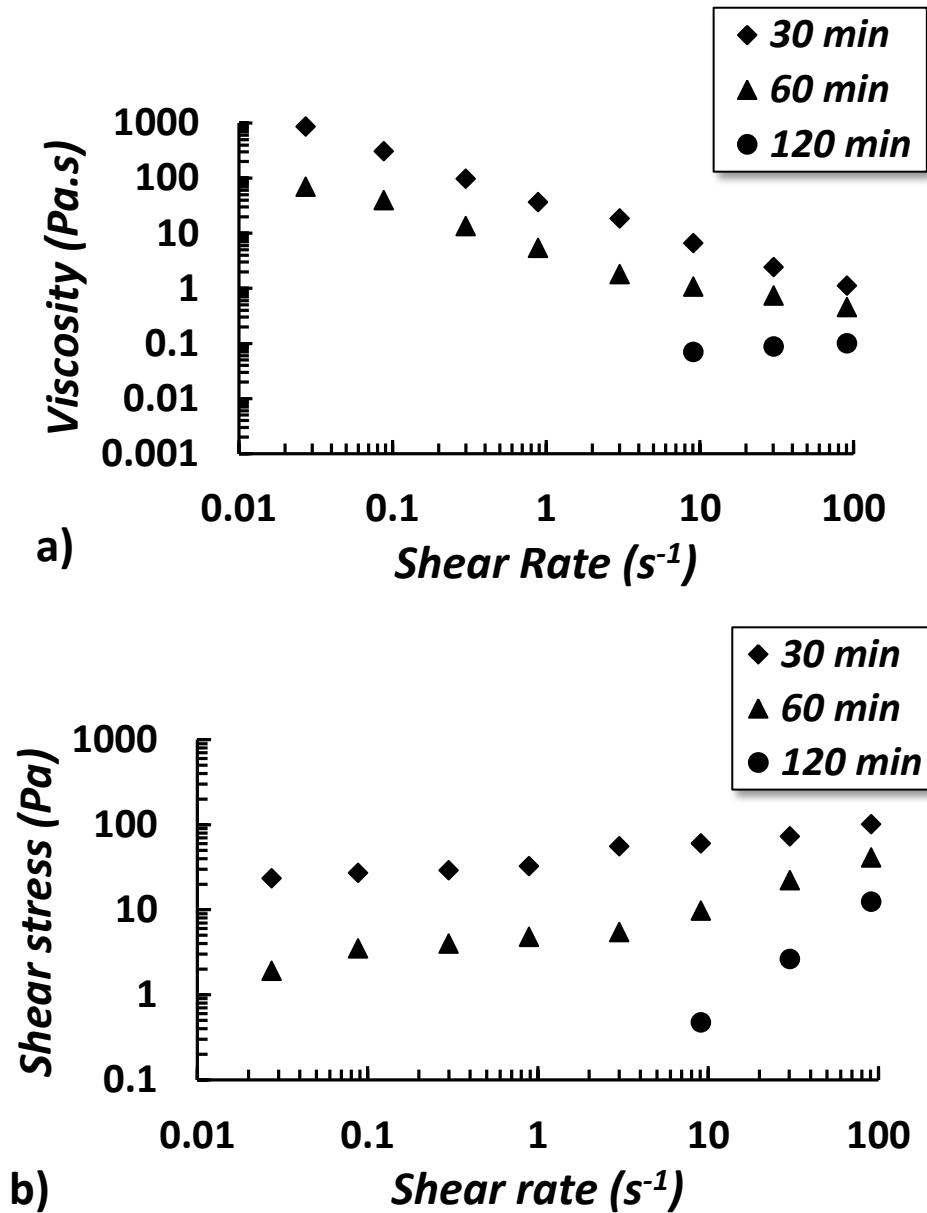 30 min
60 min
120 min
1000
100
10
1
0.1
0.01
0.001
Viscosity (Pa.s)
0.01 0.1 1 10 100
a)
Shear Rate (s-1)
30 min
60 min
120 min
1000
100
10
1
0.1
Shear stress (Pa)
0.01 0.1 1 10 100
b)
Shear rate (s-1)